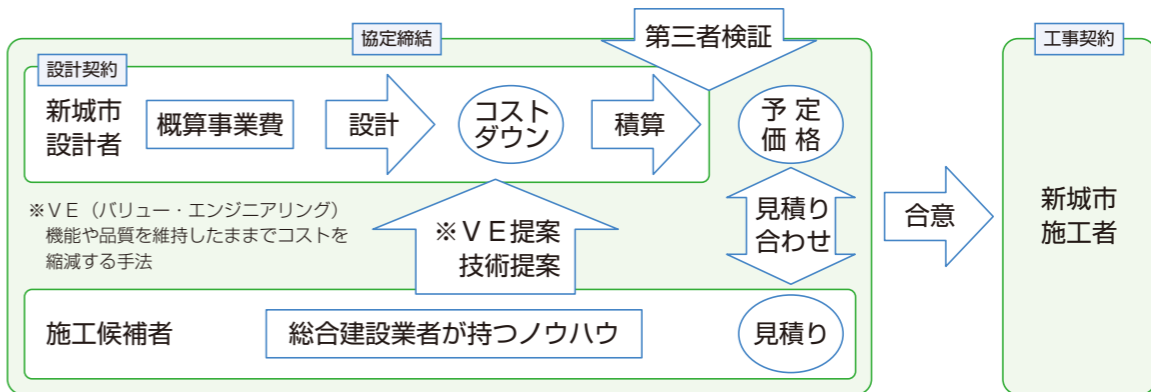 協定締結
第三者検証
工事契約
設計契約
新城市
設計者
概算事業費
設計
コスト
ダウン
積算
予定
価格
※ＶＥ（バリュー・エンジニアリング）
機能や品質を維持したままでコストを
縮減する手法
※ＶＥ提案
技術提案
見積り
合わせ
合意
新城市
施工者
施工候補者
総合建設業者が持つノウハウ
見積り